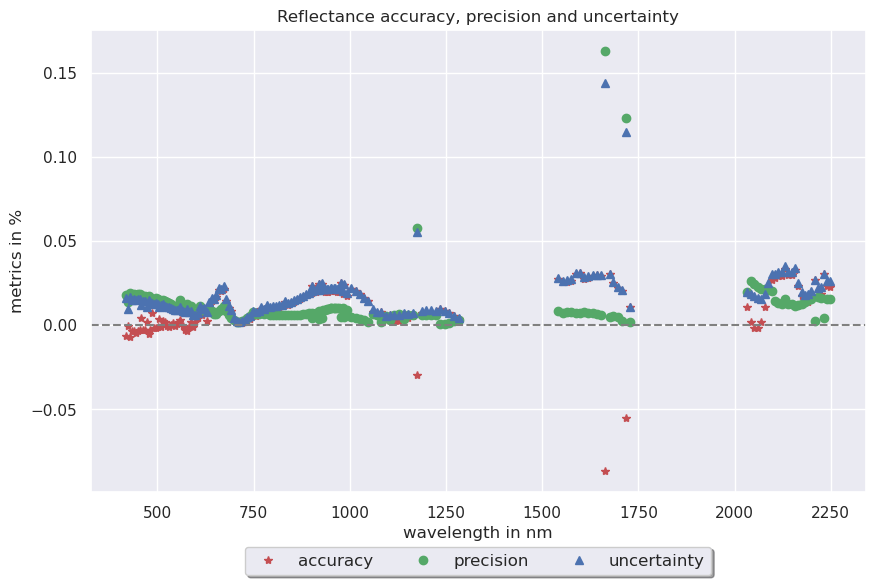 Reflectance accuracy, precision and uncertainty
metrics in %
0.15
0.10
0.05
0.00
−0.05
500 750 1000 1250 1500 1750 2000 2250
wavelength in nm
accuracy precision uncertainty